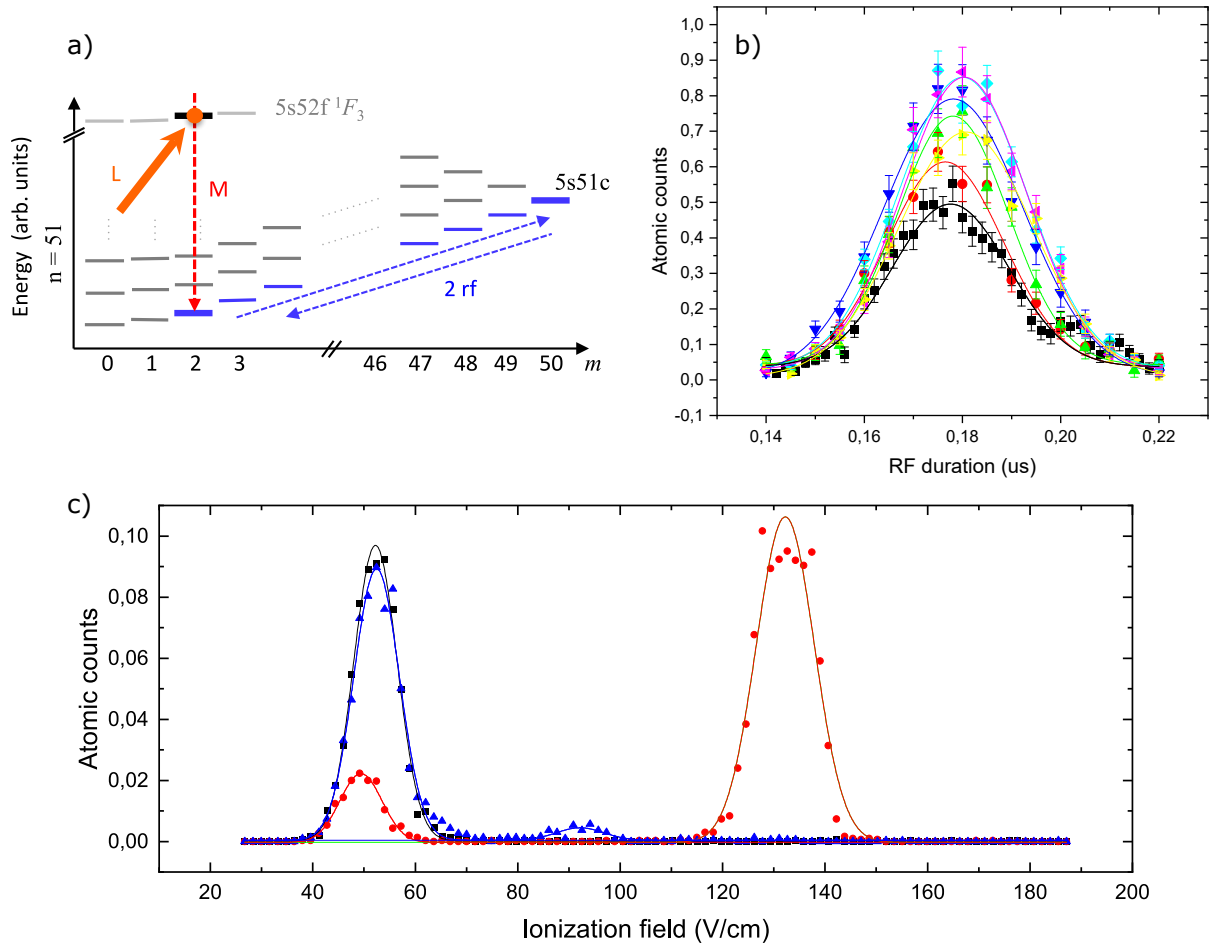 a)
5s52f ¹F₃
L
M
5s51c
2 rf
Energy (arb. units)
n = 51
0 1 2 3 46 47 48 49 50 m
b)
1,0
0,9
0,8
0,7
0,6
0,5
0,4
0,3
0,2
0,1
0,0
-0,1
Atomic counts
0,14 0,16 0,18 0,20 0,22
RF duration (us)
c)
0,10
0,08
0,06
0,04
0,02
0,00
Atomic counts
20 40 60 80 100 120 140 160 180 200
Ionization field (V/cm)